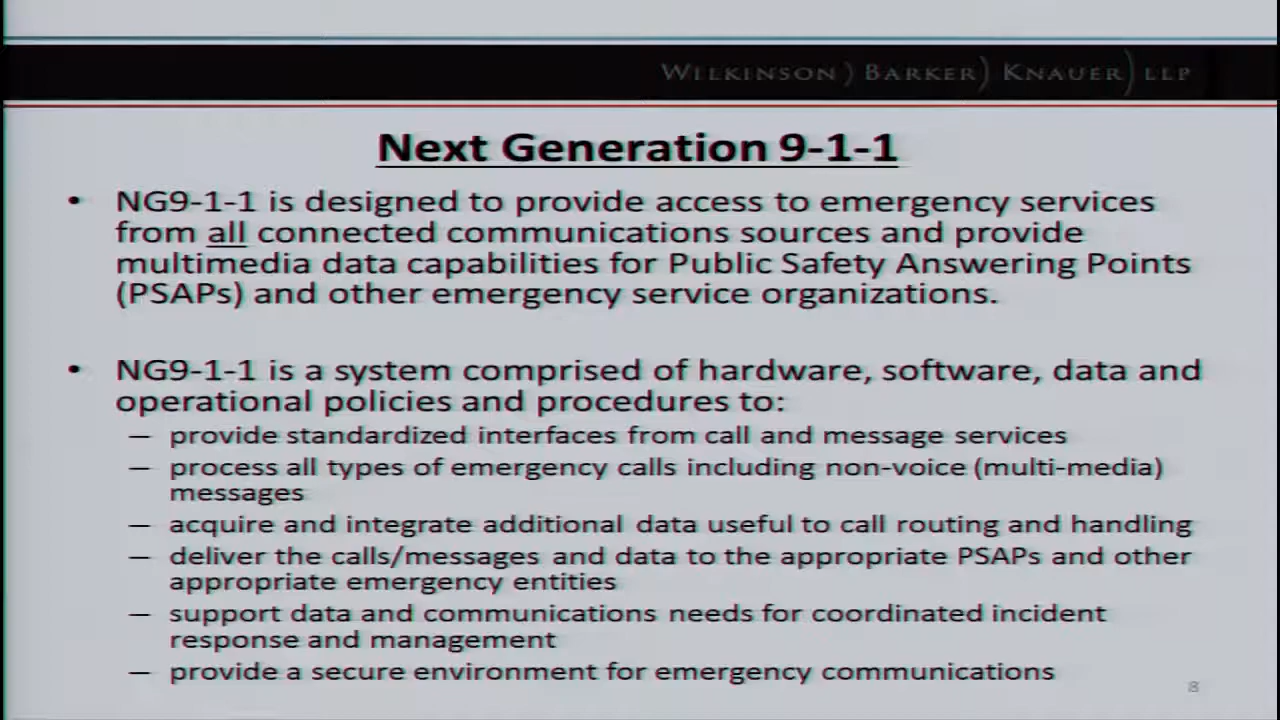 WILKINSON) BARKER) KNAUER) LLP
Next Generation 9-1-1
• NG9-1-1 is designed to provide access to emergency services
from all connected communications sources and provide
multimedia data capabilities for Public Safety Answering Points
(PSAPs) and other emergency service organizations.
• NG9-1-1 is a system comprised of hardware, software, data and
operational policies and procedures to:
– provide standardized interfaces from call and message services
– process all types of emergency calls including non-voice (multi-media)
messages
– acquire and integrate additional data useful to call routing and handling
– deliver the calls/messages and data to the appropriate PSAPs and other
appropriate emergency entities
– support data and communications needs for coordinated incident
response and management
– provide a secure environment for emergency communications
8